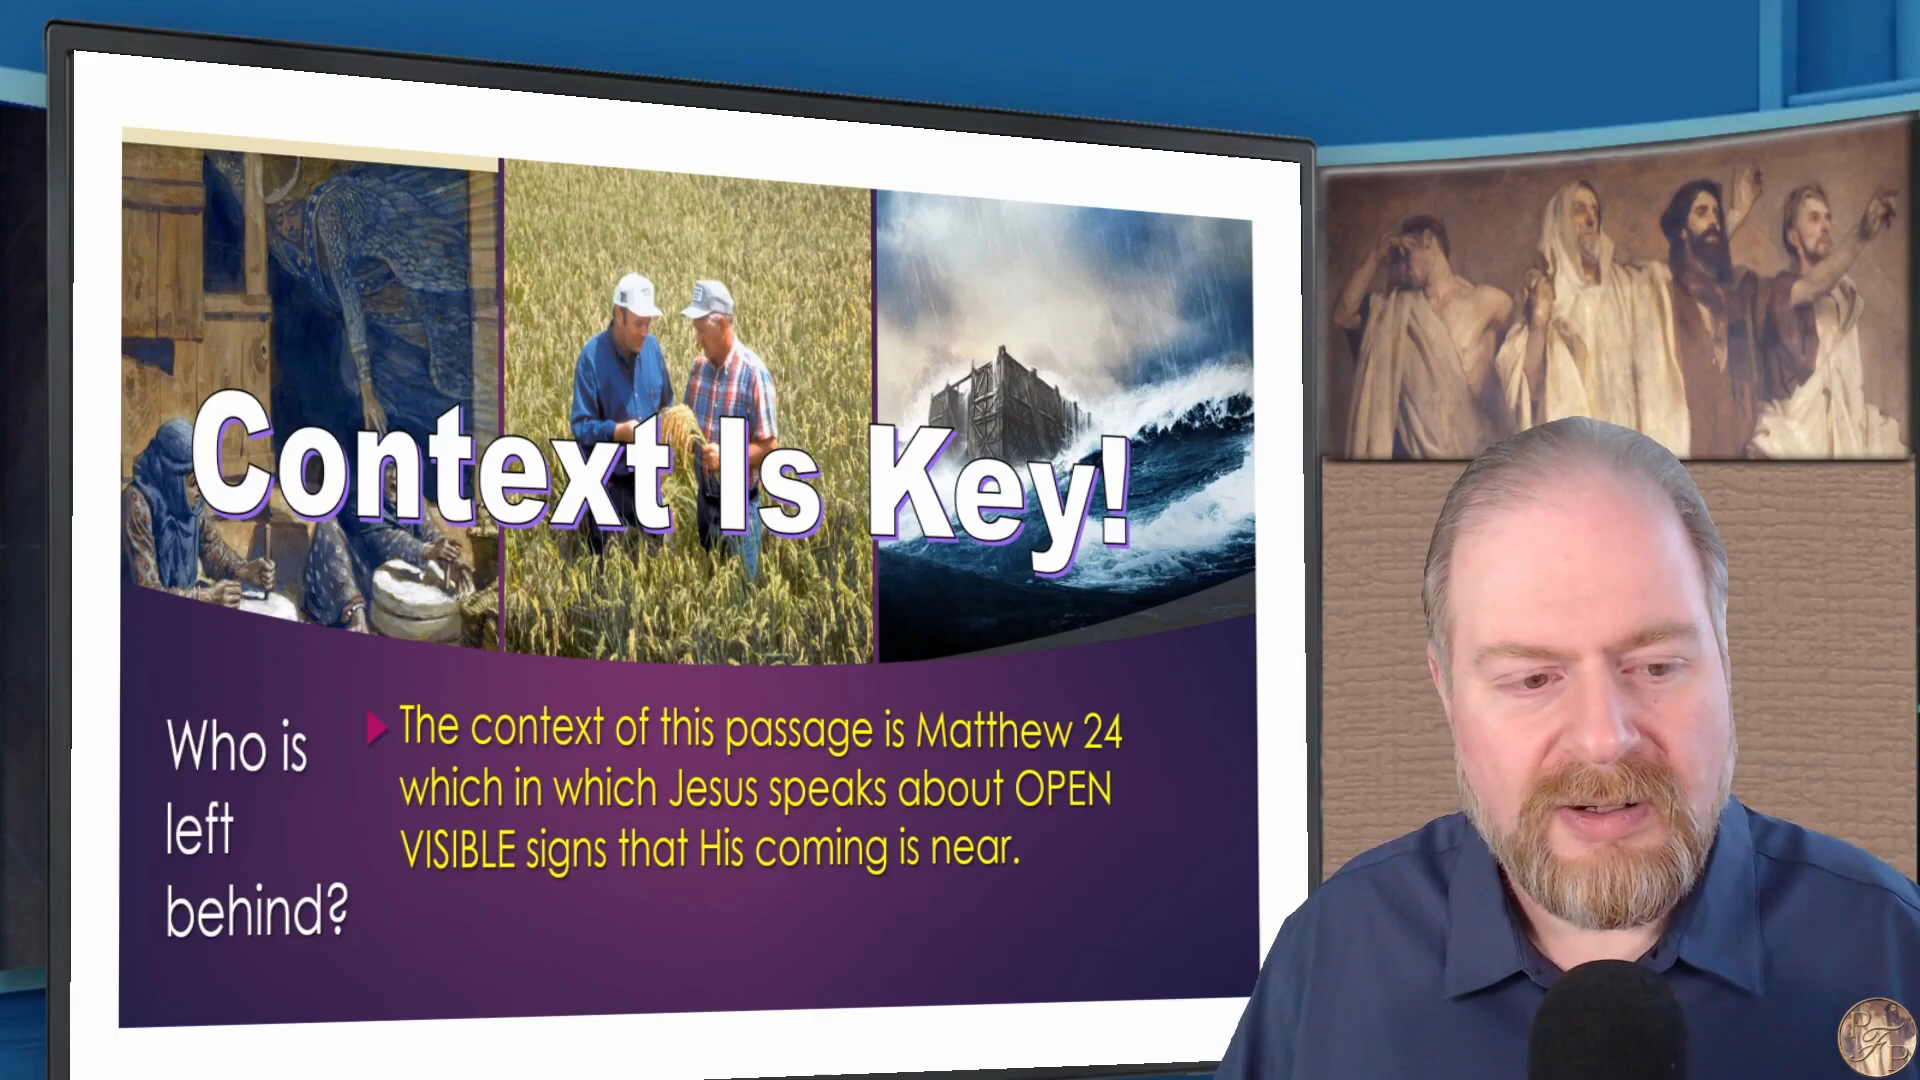 Context Is Key!
Who is
left
behind?
The context of this passage is Matthew 24
which in which Jesus speaks about OPEN
VISIBLE signs that His coming is near.
PFP